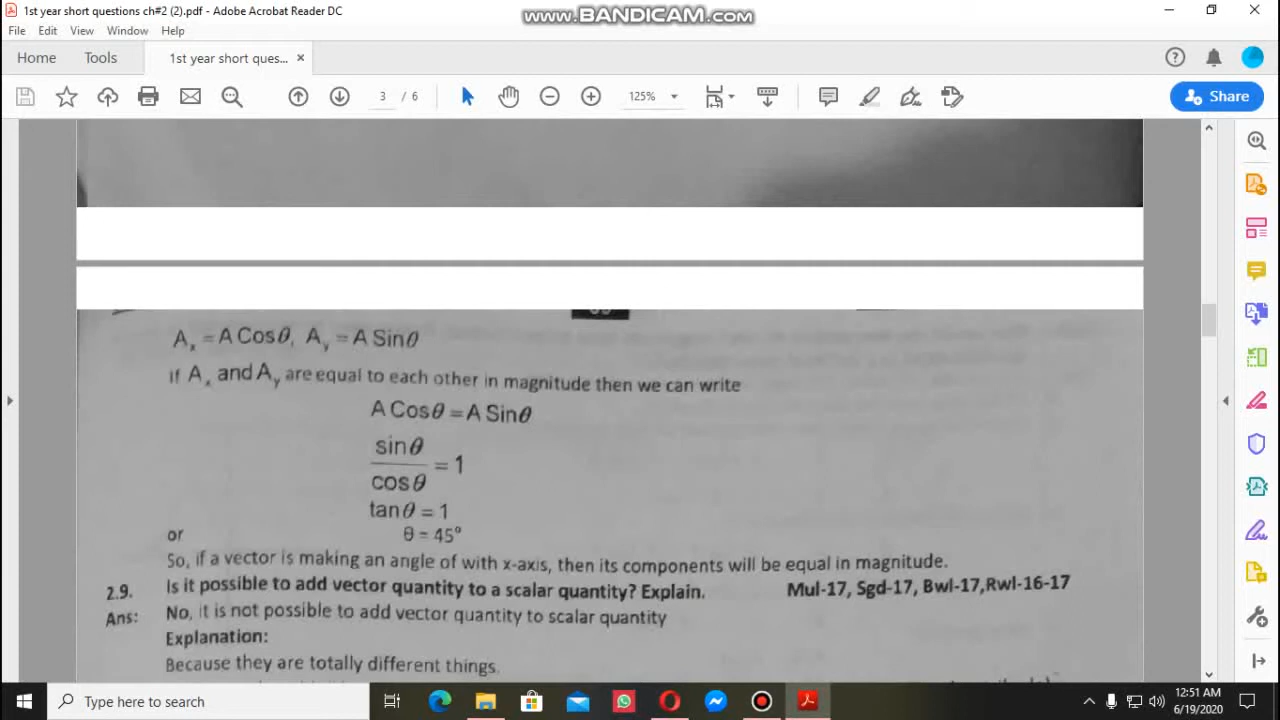 1st year short questions ch#2 (2).pdf - Adobe Acrobat Reader DC
www.BANDICAM.com
File Edit View Window Help
Home Tools 1st year short ques... ×
3 / 6 125% Share
A_x = A Cosθ, A_y = A Sinθ
If A_x and A_y are equal to each other in magnitude then we can write
A Cosθ = A Sinθ
sinθ
= 1
cosθ
tanθ = 1
or θ = 45°
So, if a vector is making an angle of with x-axis, then its components will be equal in magnitude.
2.9. Is it possible to add vector quantity to a scalar quantity? Explain. Mul-17, Sgd-17, Bwl-17,Rwl-16-17
Ans: No, it is not possible to add vector quantity to scalar quantity
Explanation:
Because they are totally different things.
Type here to search
12:51 AM
6/19/2020